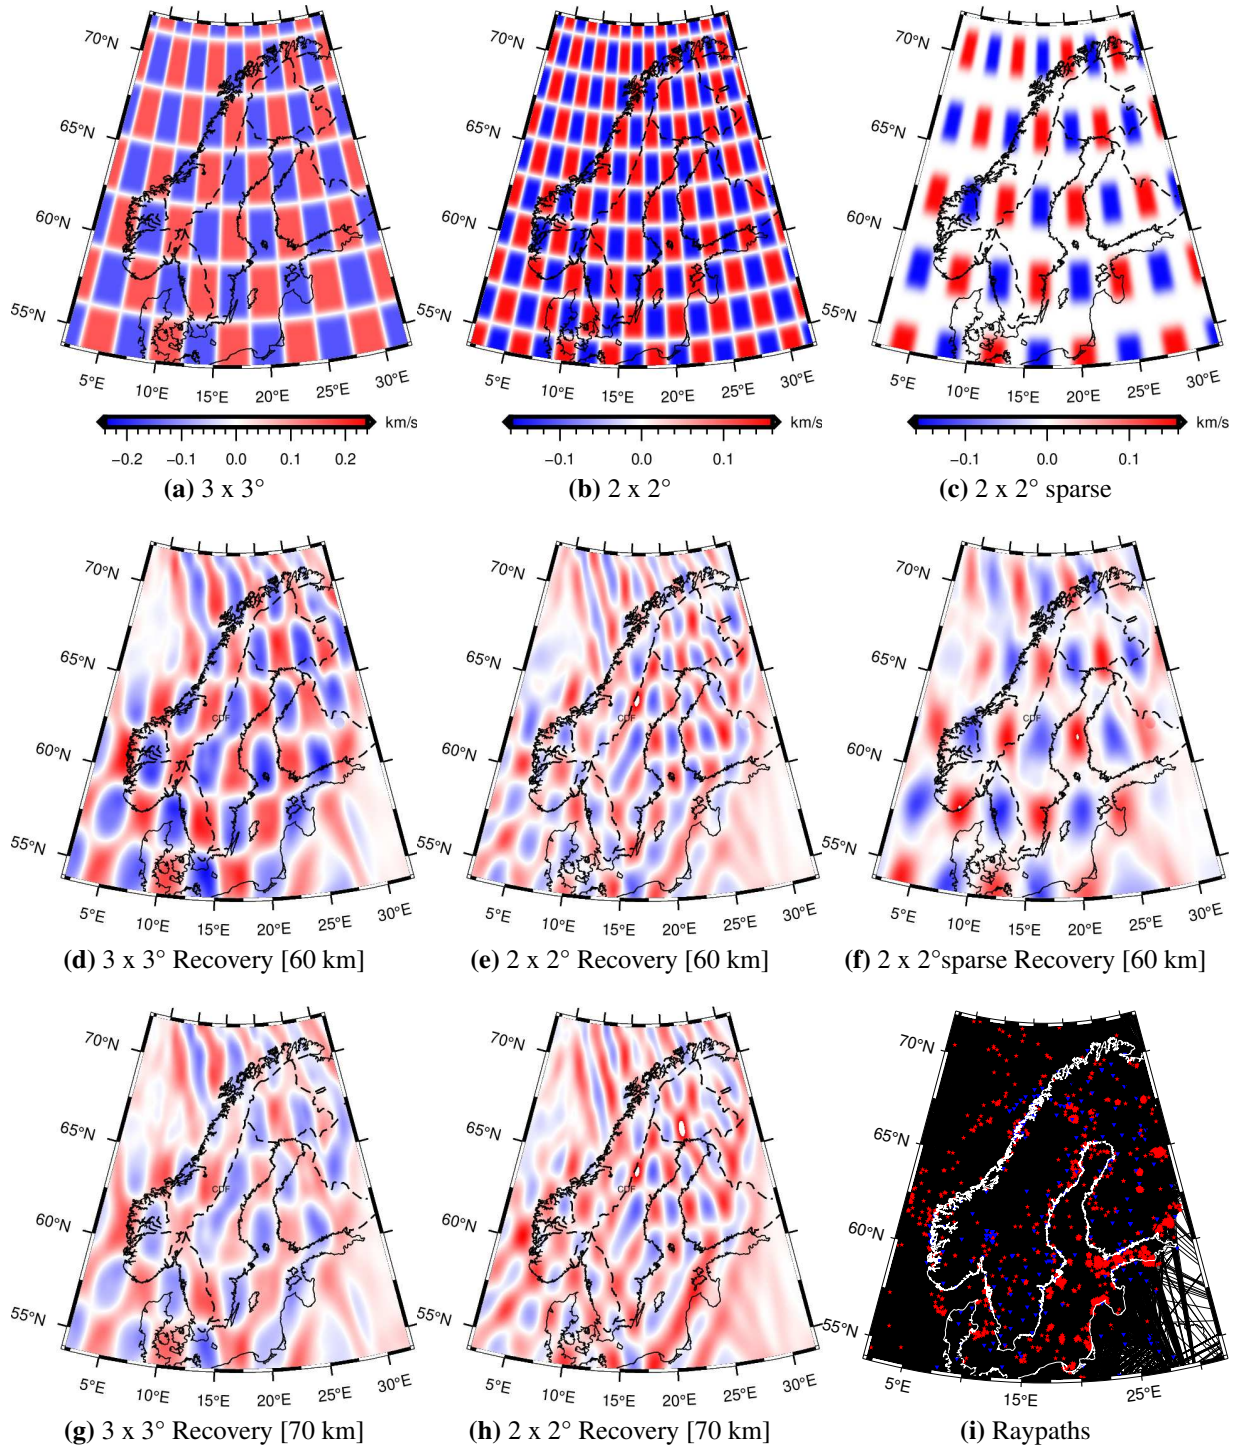 70°N
65°N
60°N
55°N
5°E
10°E
15°E
20°E
25°E
30°E
km/s
−0.2 −0.1 0.0 0.1 0.2
(a) 3 x 3°
70°N
65°N
60°N
55°N
5°E
10°E
15°E
20°E
25°E
30°E
km/s
−0.1 0.0 0.1
(b) 2 x 2°
70°N
65°N
60°N
55°N
5°E
10°E
15°E
20°E
25°E
30°E
km/s
−0.1 0.0 0.1
(c) 2 x 2° sparse
70°N
65°N
60°N
55°N
CDF
5°E
10°E
15°E
20°E
25°E
30°E
(d) 3 x 3° Recovery [60 km]
70°N
65°N
60°N
55°N
CDF
5°E
10°E
15°E
20°E
25°E
30°E
(e) 2 x 2° Recovery [60 km]
70°N
65°N
60°N
55°N
CDF
5°E
10°E
15°E
20°E
25°E
30°E
(f) 2 x 2°sparse Recovery [60 km]
70°N
65°N
60°N
55°N
CDF
5°E
10°E
15°E
20°E
25°E
30°E
(g) 3 x 3° Recovery [70 km]
70°N
65°N
60°N
55°N
CDF
5°E
10°E
15°E
20°E
25°E
30°E
(h) 2 x 2° Recovery [70 km]
70°N
65°N
60°N
55°N
5°E
15°E
25°E
(i) Raypaths